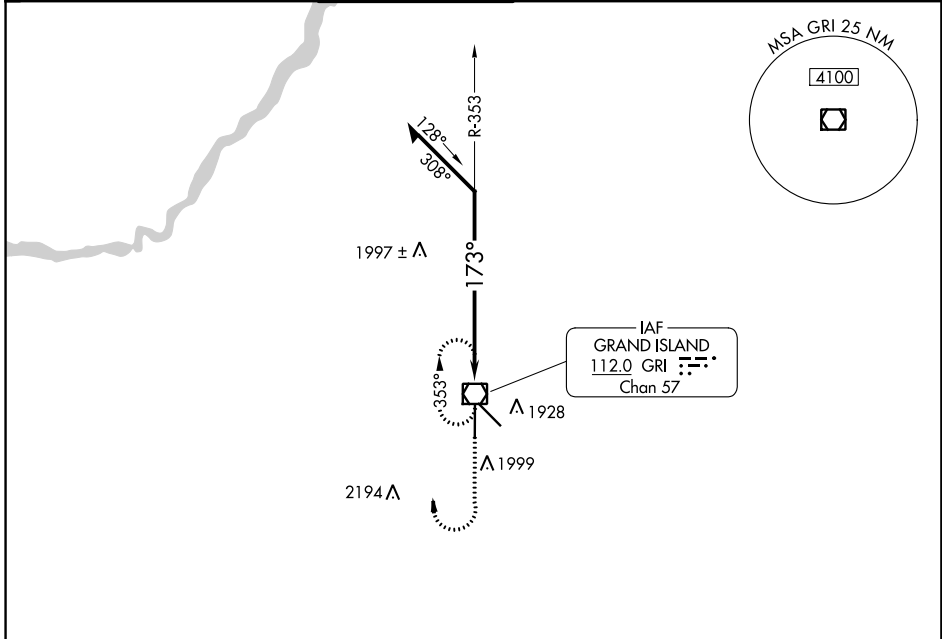 MSA GRI 25 NM
4100
R-353
128°
308°
1997 ±
173°
IAF
GRAND ISLAND
112.0 GRI
Chan 57
353°
1928
1999
2194